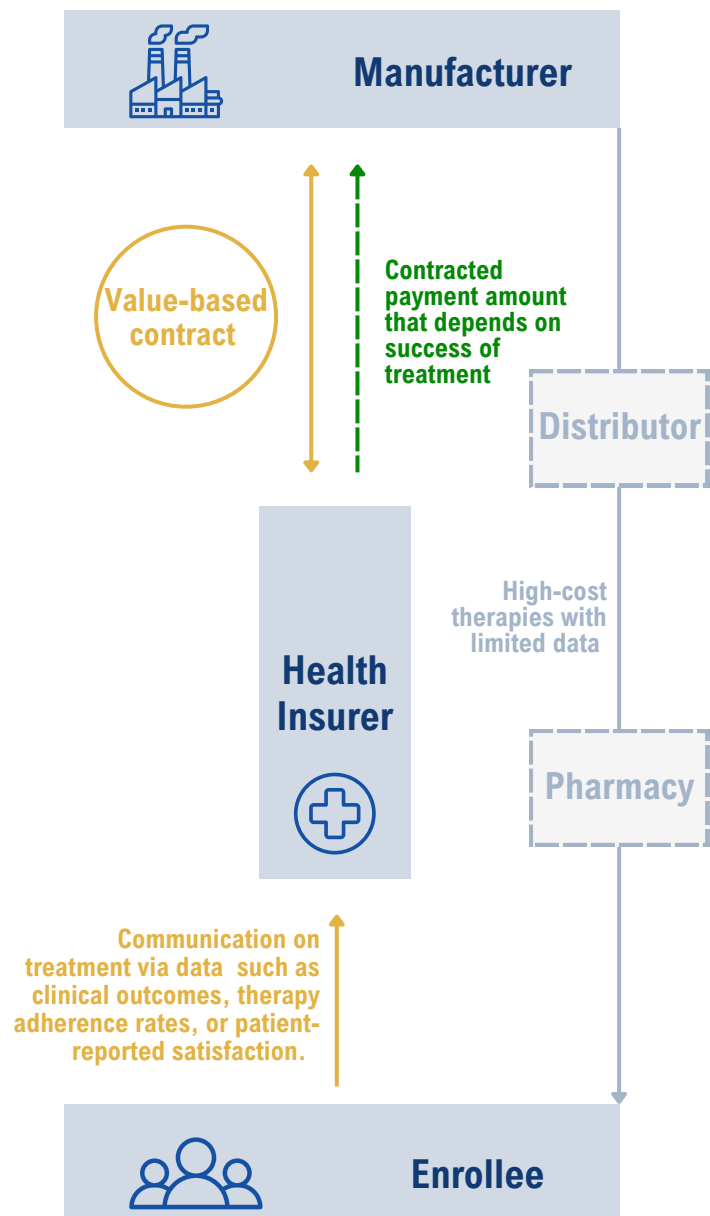 Manufacturer
Value-based
contract
Contracted
payment amount
that depends on
success of
treatment
Distributor
High-cost
therapies with
limited data
Health
Insurer
Pharmacy
Communication on
treatment via data  such as
clinical outcomes, therapy
adherence rates, or patient-
reported satisfaction.
Enrollee